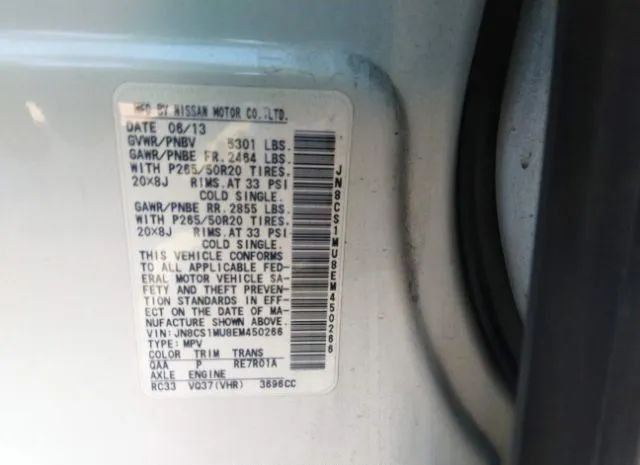 MFD BY NISSAN MOTOR CO.,LTD.
DATE 06/13
GVWR/PNBV 5301 LBS.
GAWR/PNBE FR. 2464 LBS.
WITH P265/50R20 TIRES.
20X8J RIMS.AT 33 PSI
COLD SINGLE.
GAWR/PNBE RR. 2855 LBS.
WITH P265/50R20 TIRES.
20X8J RIMS.AT 33 PSI
COLD SINGLE.
THIS VEHICLE CONFORMS
TO ALL APPLICABLE FED-
ERAL MOTOR VEHICLE SA-
FETY AND THEFT PREVEN-
TION STANDARDS IN EFF-
ECT ON THE DATE OF MA-
NUFACTURE SHOWN ABOVE.
VIN: JN8CS1MU8EM450266
TYPE: MPV
COLOR TRIM TRANS
QAA P RE7R01A
AXLE ENGINE
RC33 VQ37(VHR) 3696CC
JN8CS1MU8EM450266